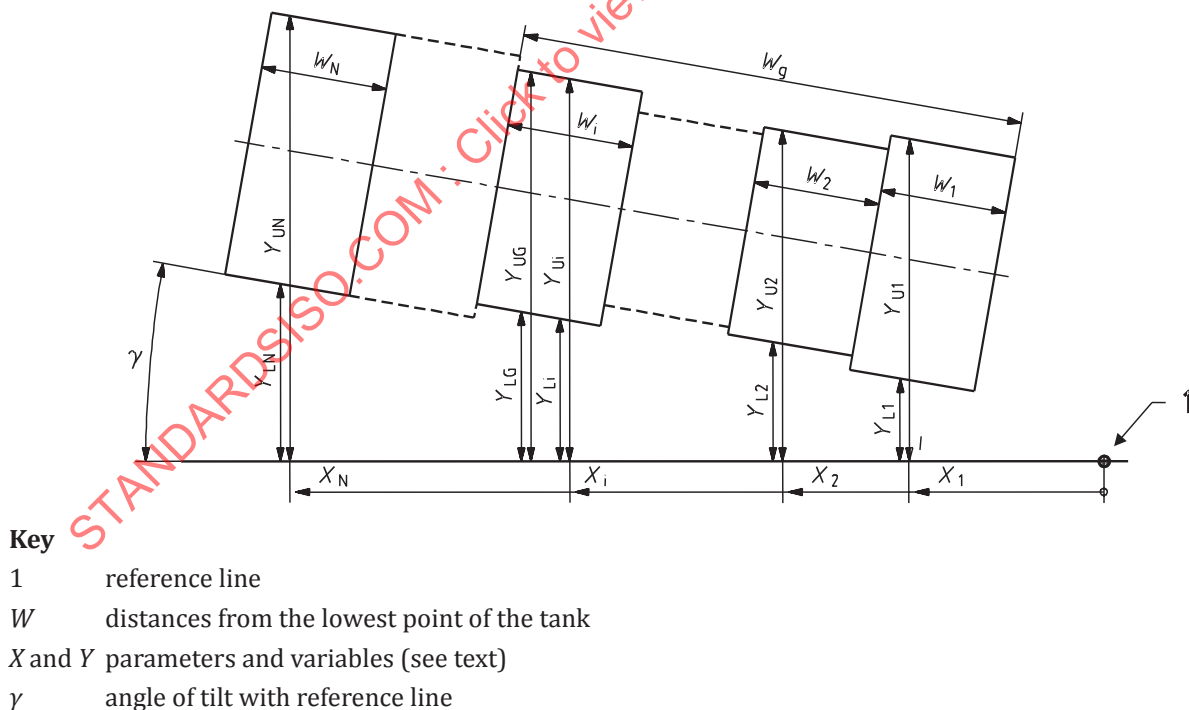 W_g
W_N
W_i
W_2
W_1
Y_UN
Y_UG
Y_Ui
Y_U2
Y_U1
γ
Y_LN
Y_LG
Y_Li
Y_L2
Y_L1
l
1
X_N
X_i
X_2
X_1
STANDARDSISO.COM : Click to vie
Key
1 reference line
W distances from the lowest point of the tank
X and Y parameters and variables (see text)
γ angle of tilt with reference line